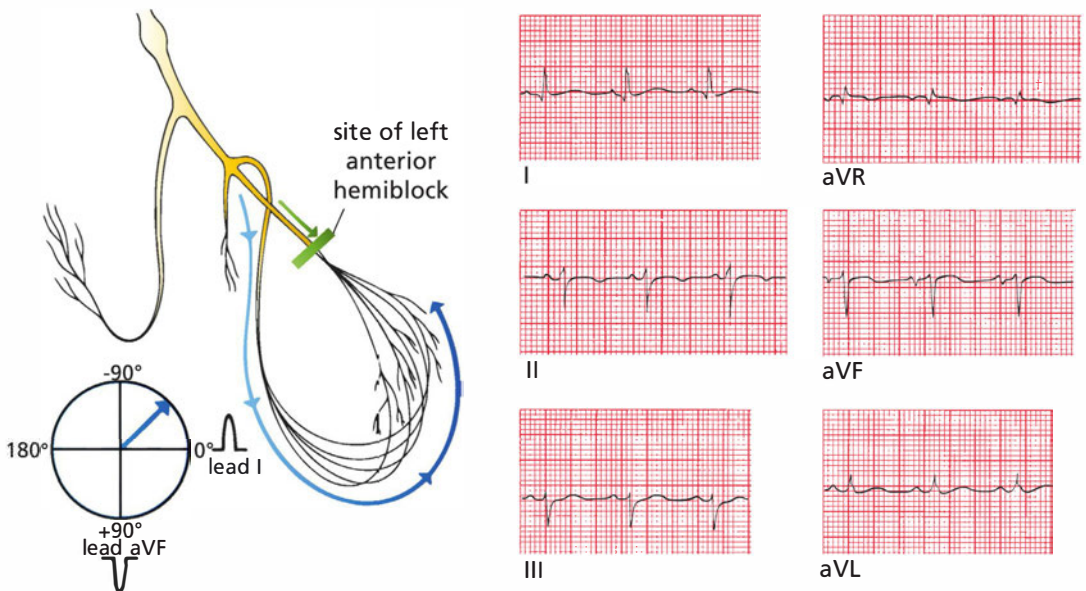 site of left
anterior
hemiblock
-90°
180°
0°
lead I
+90°
lead aVF
I
aVR
II
aVF
III
aVL